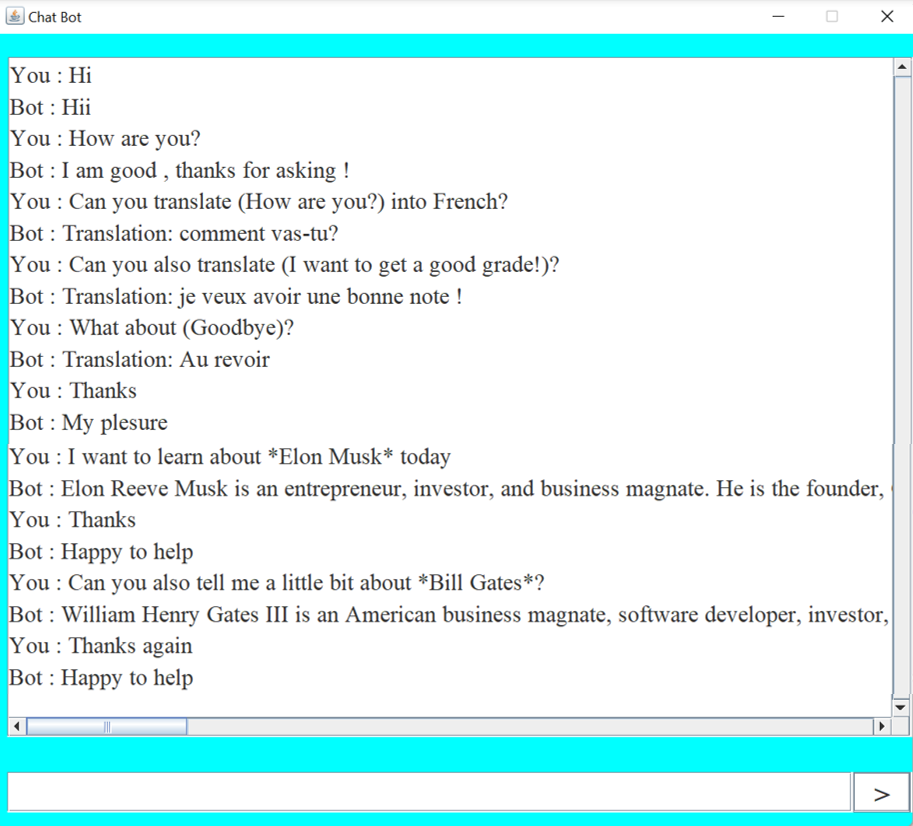 Chat Bot
You : Hi
Bot : Hii
You : How are you?
Bot : I am good , thanks for asking !
You : Can you translate (How are you?) into French?
Bot : Translation: comment vas-tu?
You : Can you also translate (I want to get a good grade!)?
Bot : Translation: je veux avoir une bonne note !
You : What about (Goodbye)?
Bot : Translation: Au revoir
You : Thanks
Bot : My plesure
You : I want to learn about *Elon Musk* today
Bot : Elon Reeve Musk is an entrepreneur, investor, and business magnate. He is the founder,
You : Thanks
Bot : Happy to help
You : Can you also tell me a little bit about *Bill Gates*?
Bot : William Henry Gates III is an American business magnate, software developer, investor,
You : Thanks again
Bot : Happy to help
>